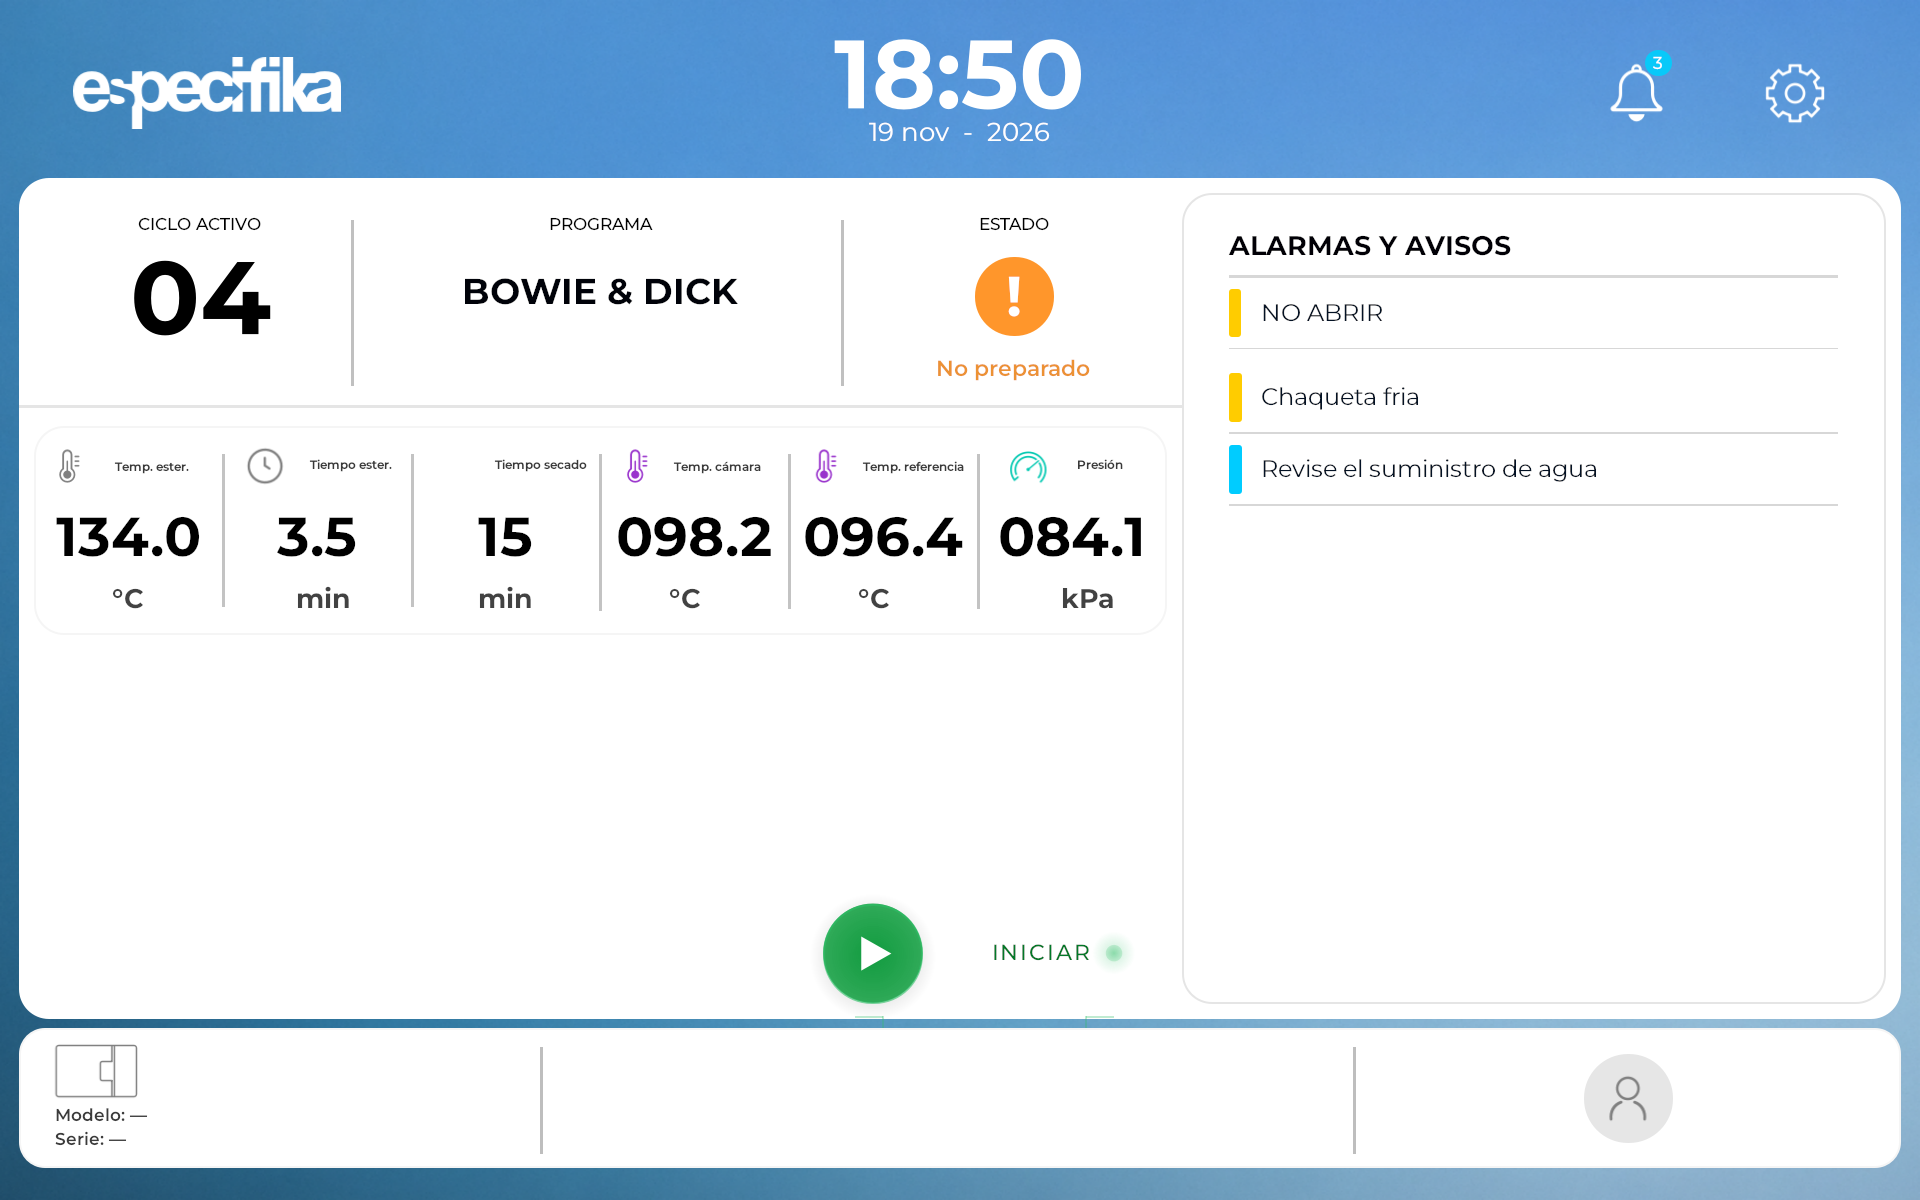 especifika
18:50
19 nov - 2026
3
CICLO ACTIVO
04
PROGRAMA
BOWIE & DICK
ESTADO
!
No preparado
ALARMAS Y AVISOS
NO ABRIR
Chaqueta fria
Revise el suministro de agua
Temp. ester.
134.0
°C
Tiempo ester.
3.5
min
Tiempo secado
15
min
Temp. cámara
098.2
°C
Temp. referencia
096.4
°C
Presión
084.1
kPa
INICIAR
Modelo: —
Serie: —